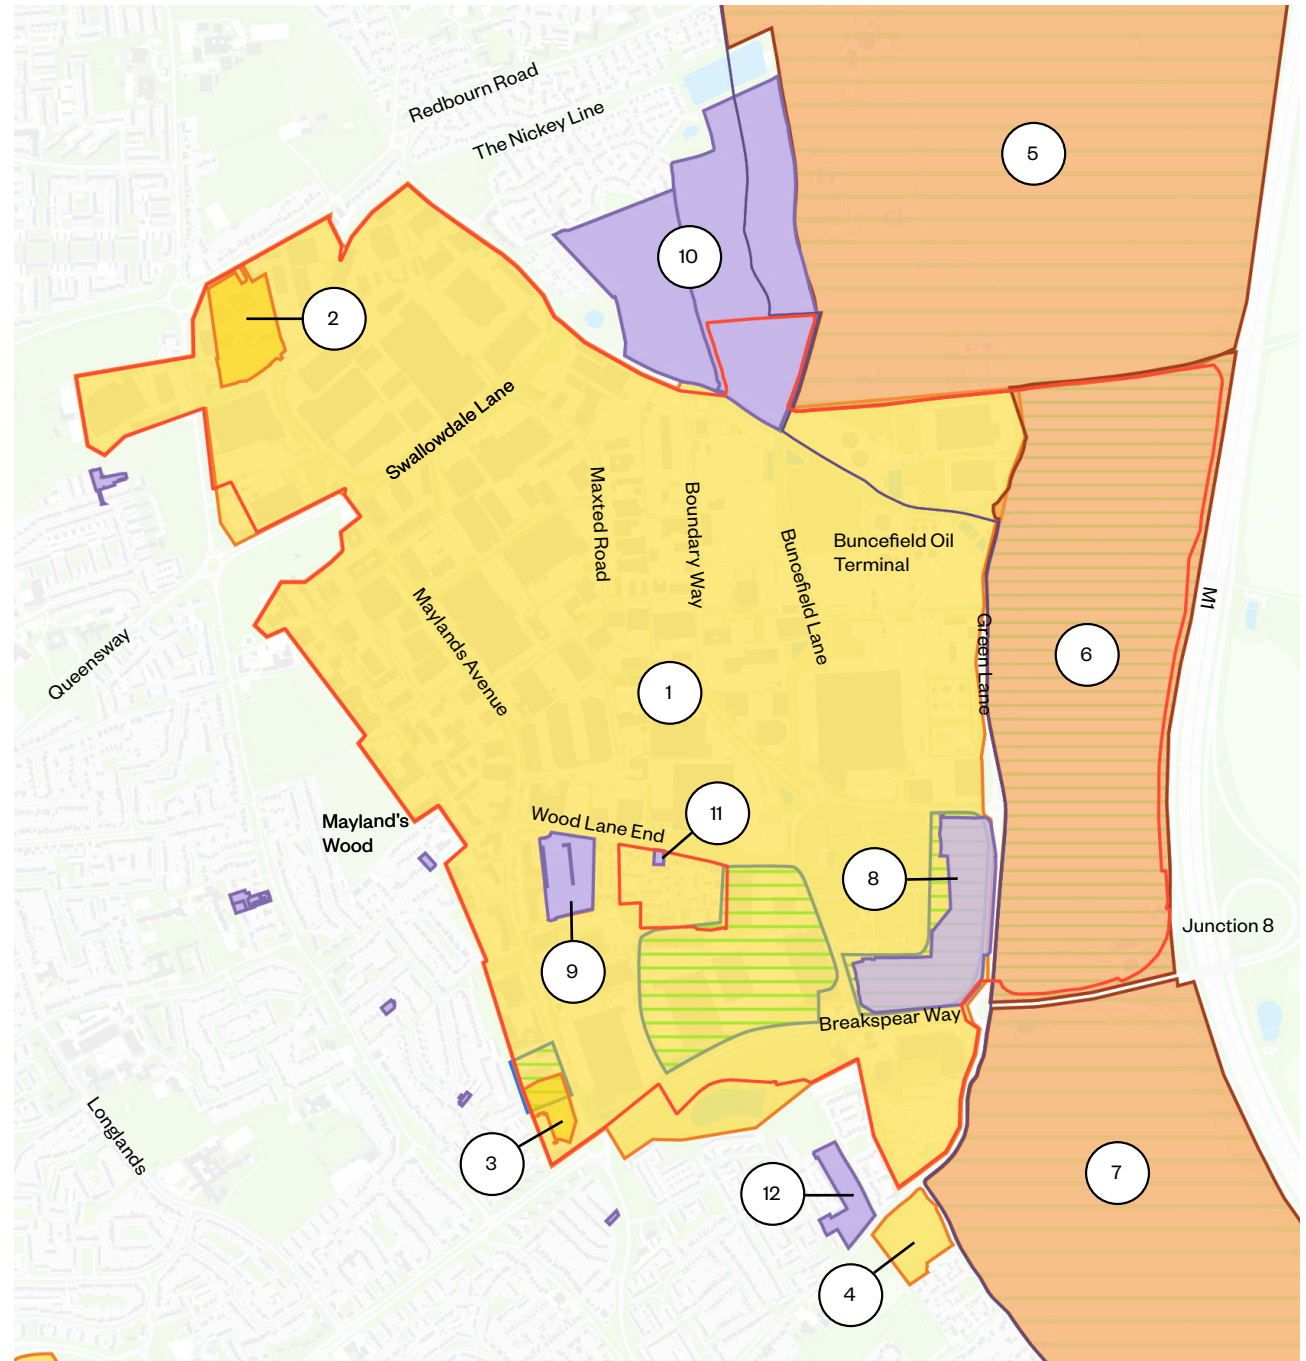 Redbourn Road
The Nickey Line
5
10
2
Swallowdale Lane
Maxted Road
Boundary Way
Buncefield Lane
Buncefield Oil
Terminal
M1
Maylands Avenue
Green Lane
Queensway
6
1
Mayland's
Wood
Wood Lane End
11
8
Junction 8
9
Breakspear Way
Longlands
3
12
7
4